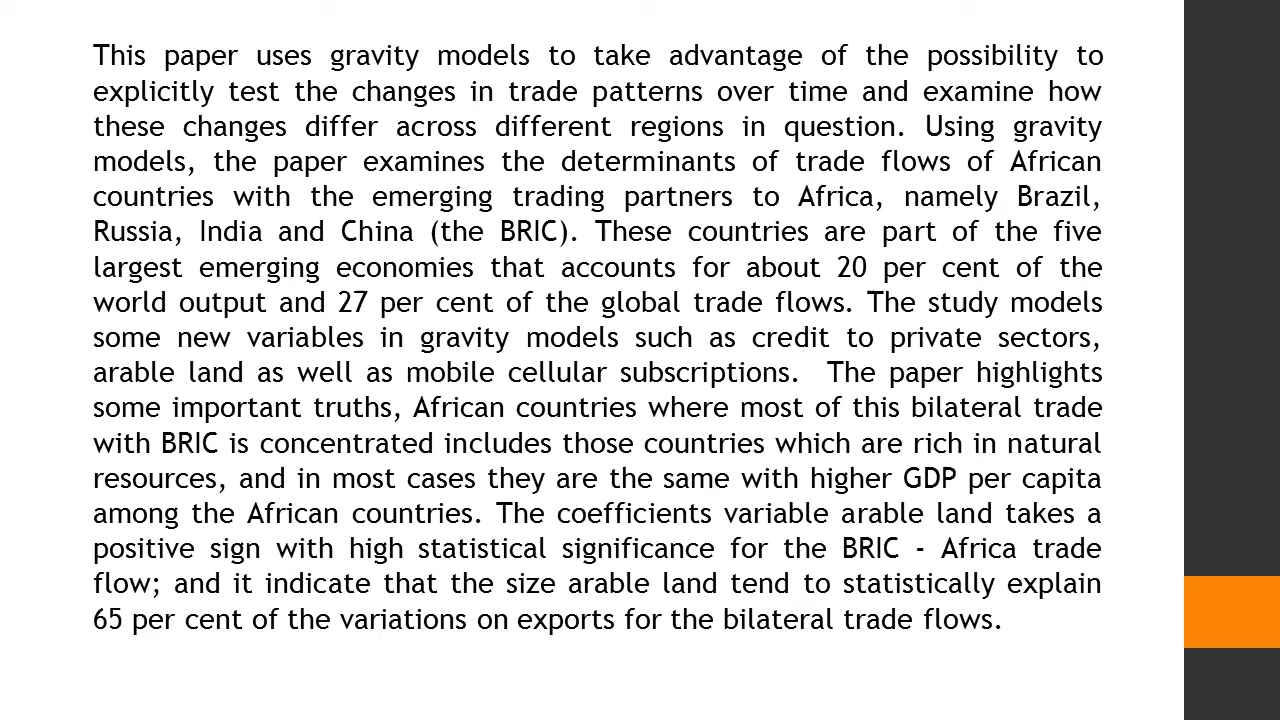 This paper uses gravity models to take advantage of the possibility to
explicitly test the changes in trade patterns over time and examine how
these changes differ across different regions in question. Using gravity
models, the paper examines the determinants of trade flows of African
countries with the emerging trading partners to Africa, namely Brazil,
Russia, India and China (the BRIC). These countries are part of the five
largest emerging economies that accounts for about 20 per cent of the
world output and 27 per cent of the global trade flows. The study models
some new variables in gravity models such as credit to private sectors,
arable land as well as mobile cellular subscriptions.  The paper highlights
some important truths, African countries where most of this bilateral trade
with BRIC is concentrated includes those countries which are rich in natural
resources, and in most cases they are the same with higher GDP per capita
among the African countries. The coefficients variable arable land takes a
positive sign with high statistical significance for the BRIC - Africa trade
flow; and it indicate that the size arable land tend to statistically explain
65 per cent of the variations on exports for the bilateral trade flows.